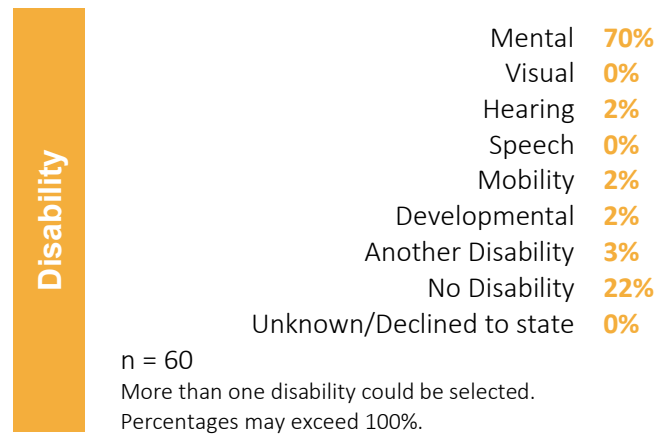 Disability
Mental 70%
Visual 0%
Hearing 2%
Speech 0%
Mobility 2%
Developmental 2%
Another Disability 3%
No Disability 22%
Unknown/Declined to state 0%
n = 60
More than one disability could be selected.
Percentages may exceed 100%.